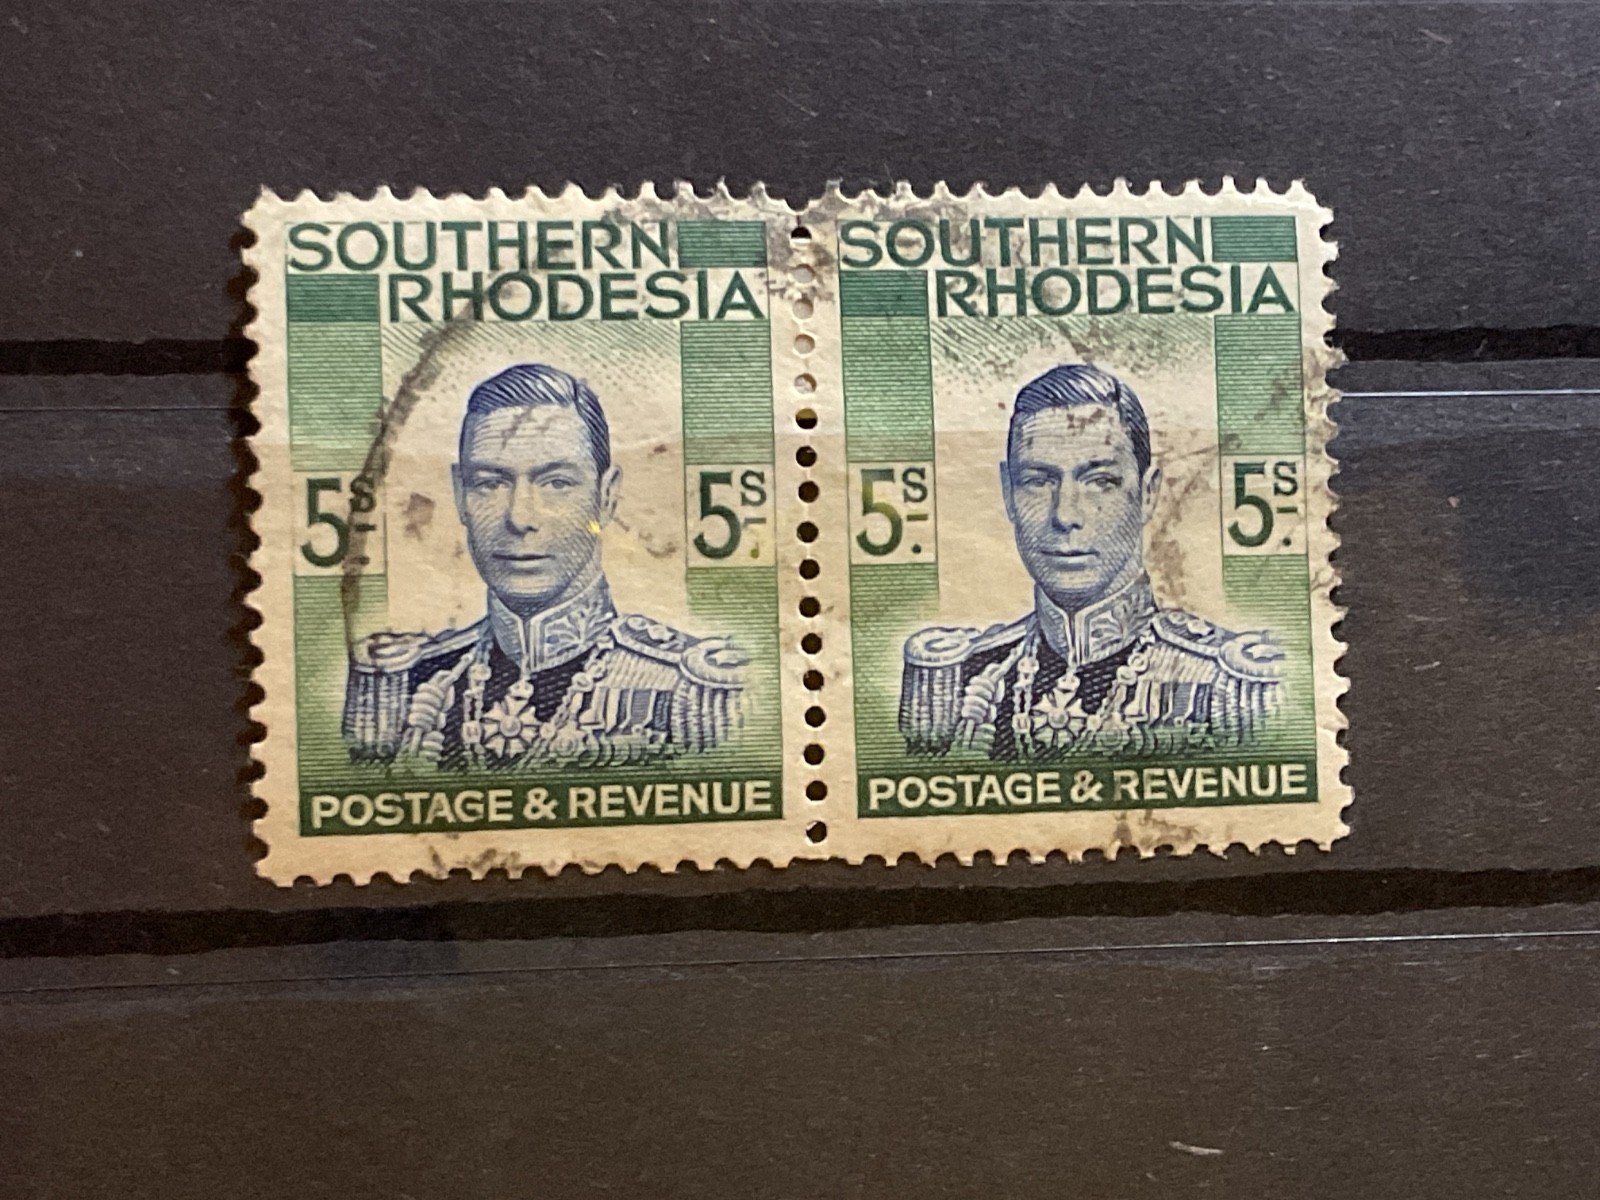 SOUTHERN
RHODESIA
5s.
5s.
POSTAGE & REVENUE
SOUTHERN
RHODESIA
5s.
5s.
POSTAGE & REVENUE